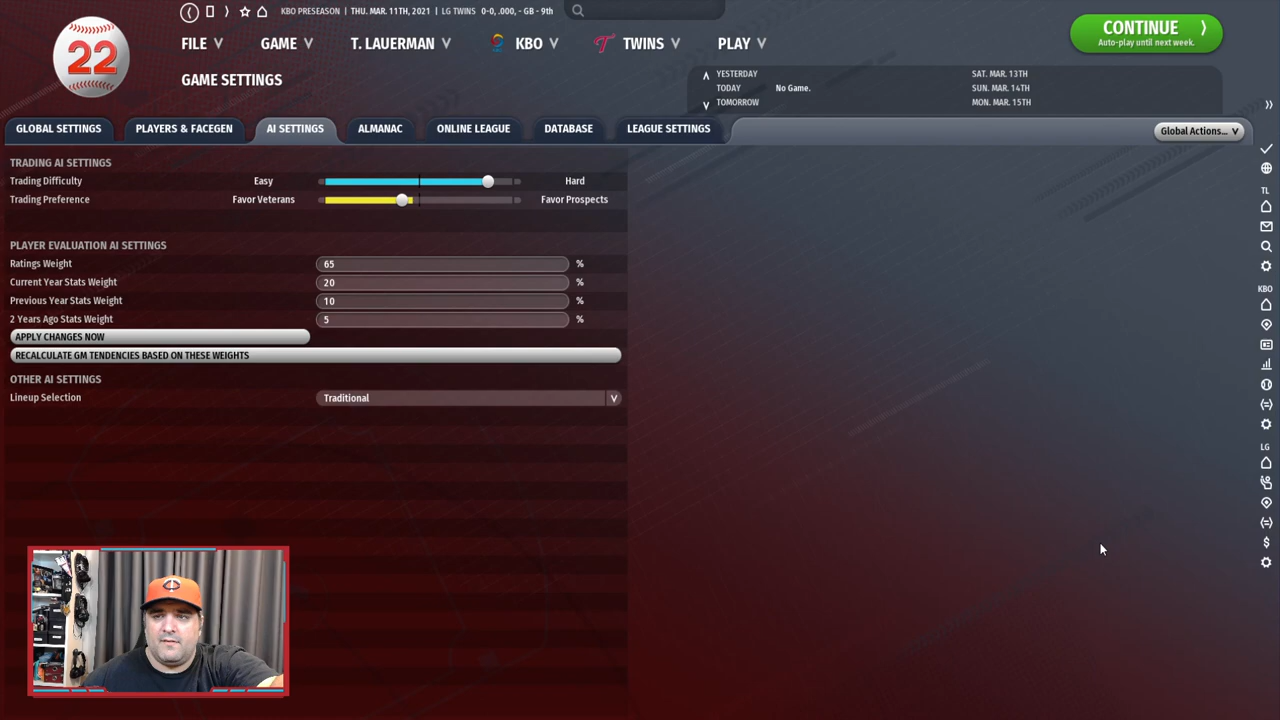 KBO PRESEASON | THU. MAR. 11TH, 2021 | LG TWINS 0-0, .000, - GB - 9th
22
FILE GAME T. LAUERMAN KBO TWINS PLAY
CONTINUE
Auto-play until next week.
GAME SETTINGS
YESTERDAY SAT. MAR. 13TH
TODAY No Game. SUN. MAR. 14TH
TOMORROW MON. MAR. 15TH
GLOBAL SETTINGS PLAYERS & FACEGEN AI SETTINGS ALMANAC ONLINE LEAGUE DATABASE LEAGUE SETTINGS Global Actions...
TRADING AI SETTINGS
Trading Difficulty Easy Hard
Trading Preference Favor Veterans Favor Prospects
PLAYER EVALUATION AI SETTINGS
Ratings Weight 65 %
Current Year Stats Weight 20 %
Previous Year Stats Weight 10 %
2 Years Ago Stats Weight 5 %
APPLY CHANGES NOW
RECALCULATE GM TENDENCIES BASED ON THESE WEIGHTS
OTHER AI SETTINGS
Lineup Selection Traditional
TL
KBO
LG